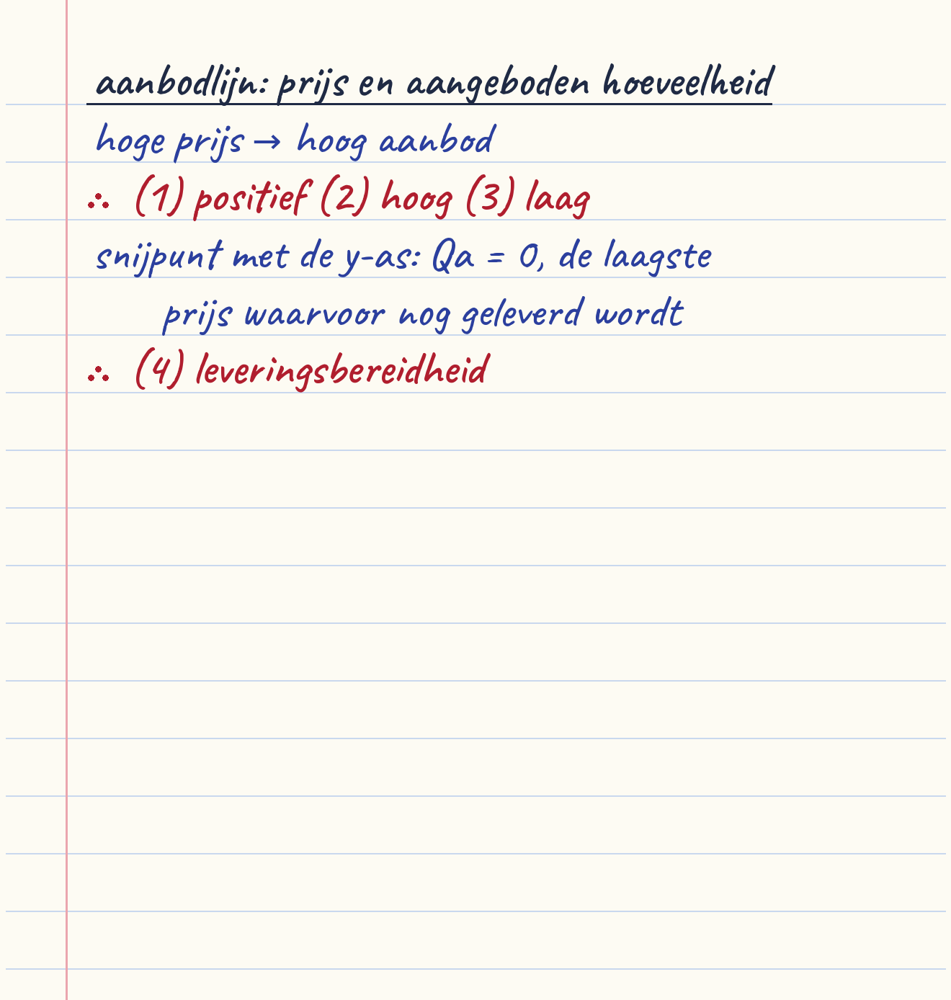 aanbodlijn: prijs en aangeboden hoeveelheid
hoge prijs → hoog aanbod
∴ (1) positief (2) hoog (3) laag
snijpunt met de y-as: Qa = 0, de laagste
prijs waarvoor nog geleverd wordt
∴ (4) leveringsbereidheid